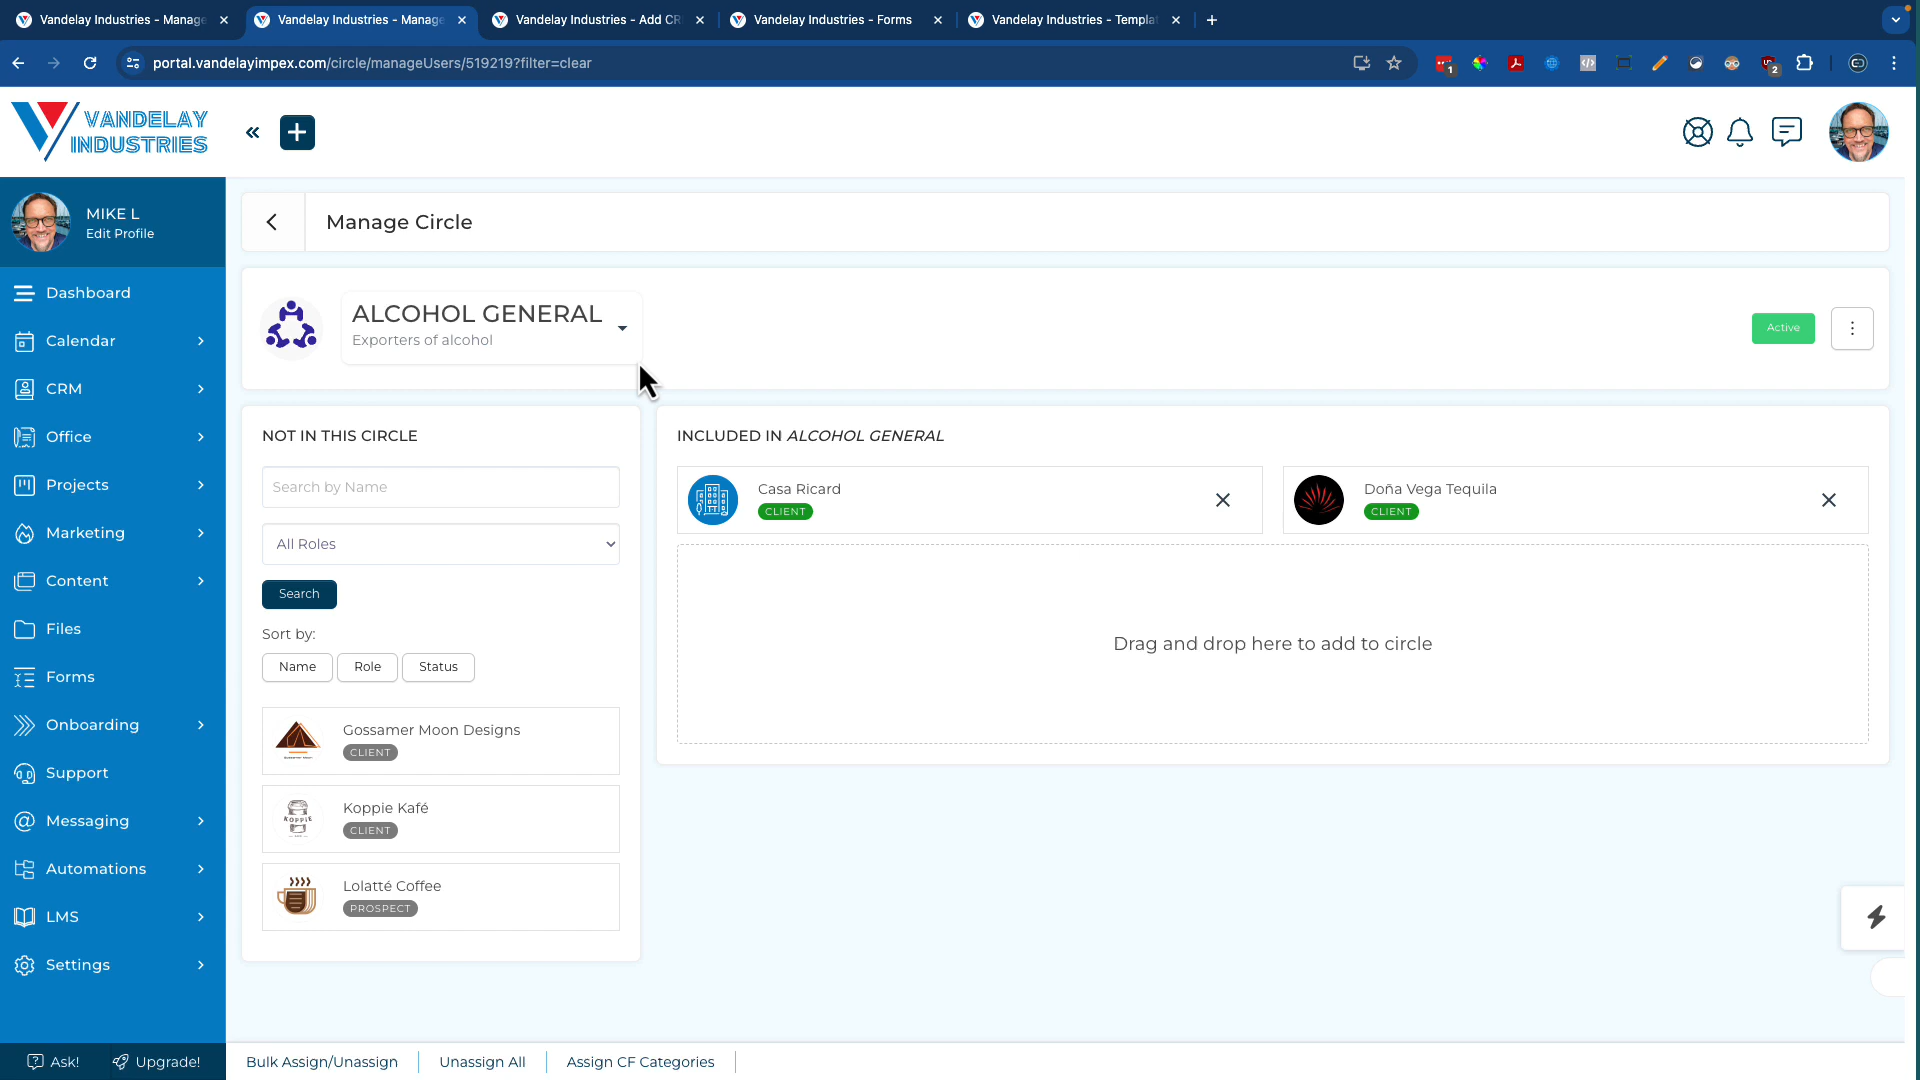 Vandelay Industries - Manage
Vandelay Industries - Manage
Vandelay Industries - Add CR
Vandelay Industries - Forms
Vandelay Industries - Templat
portal.vandelayimpex.com/circle/manageUsers/519219?filter=clear
1
2
VANDELAY
INDUSTRIES
MIKE L
Edit Profile
Dashboard
Calendar
CRM
Office
Projects
Marketing
Content
Files
Forms
Onboarding
Support
Messaging
Automations
LMS
Settings
Ask!
Upgrade!
Manage Circle
ALCOHOL GENERAL
Exporters of alcohol
Active
NOT IN THIS CIRCLE
Search by Name
All Roles
Search
Sort by:
Name
Role
Status
Gossamer Moon Designs
CLIENT
KOPPiE
Koppie Kafé
CLIENT
Lolatté Coffee
PROSPECT
INCLUDED IN ALCOHOL GENERAL
Casa Ricard
CLIENT
Doña Vega Tequila
CLIENT
Drag and drop here to add to circle
Bulk Assign/Unassign
Unassign All
Assign CF Categories